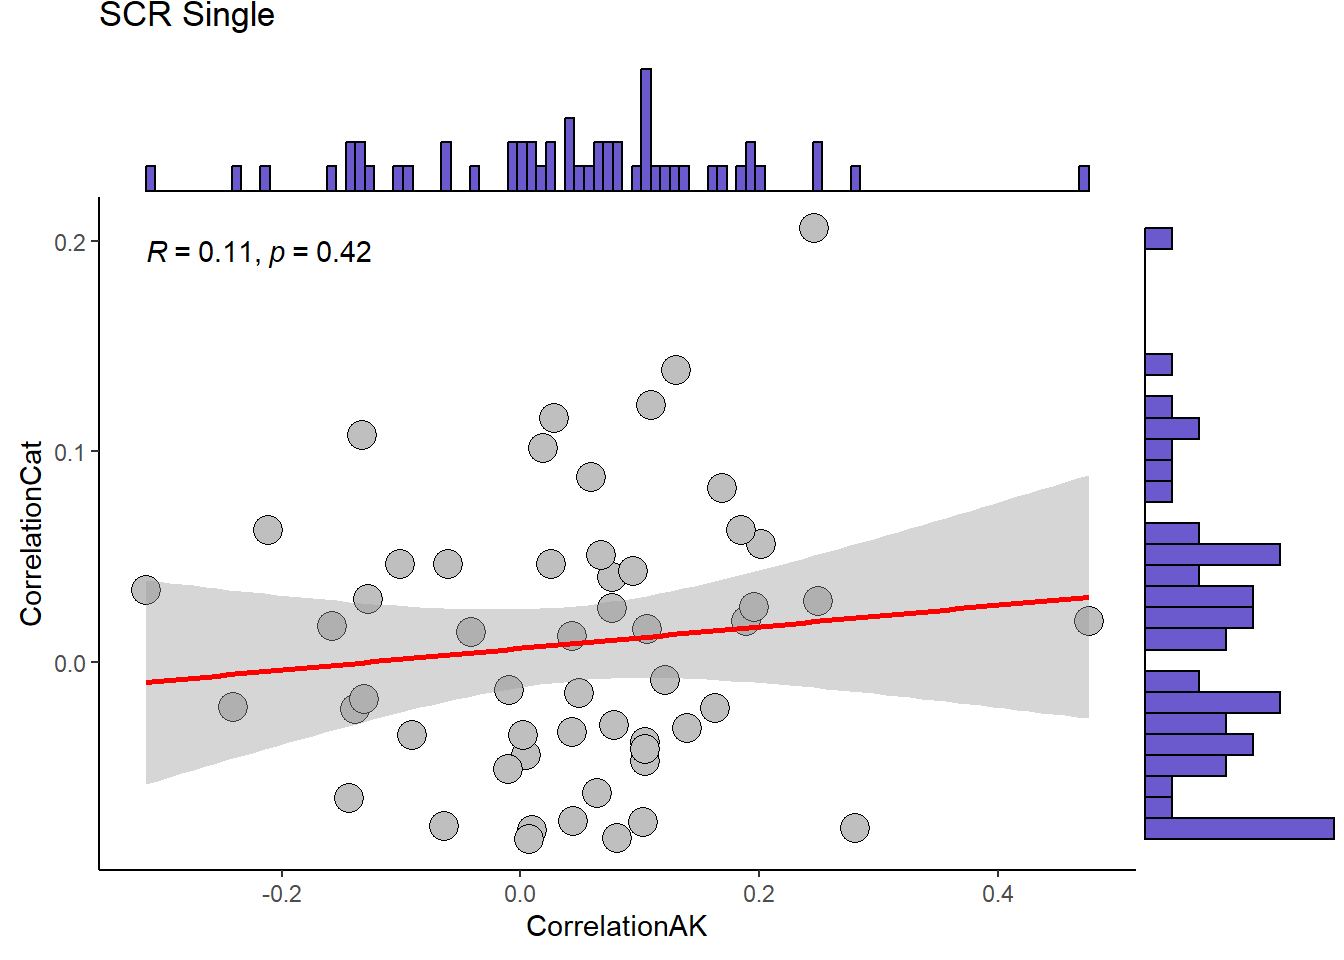 SCR Single
R = 0.11, p = 0.42
CorrelationCat
0.2
0.1
0.0
-0.2
0.0
0.2
0.4
CorrelationAK